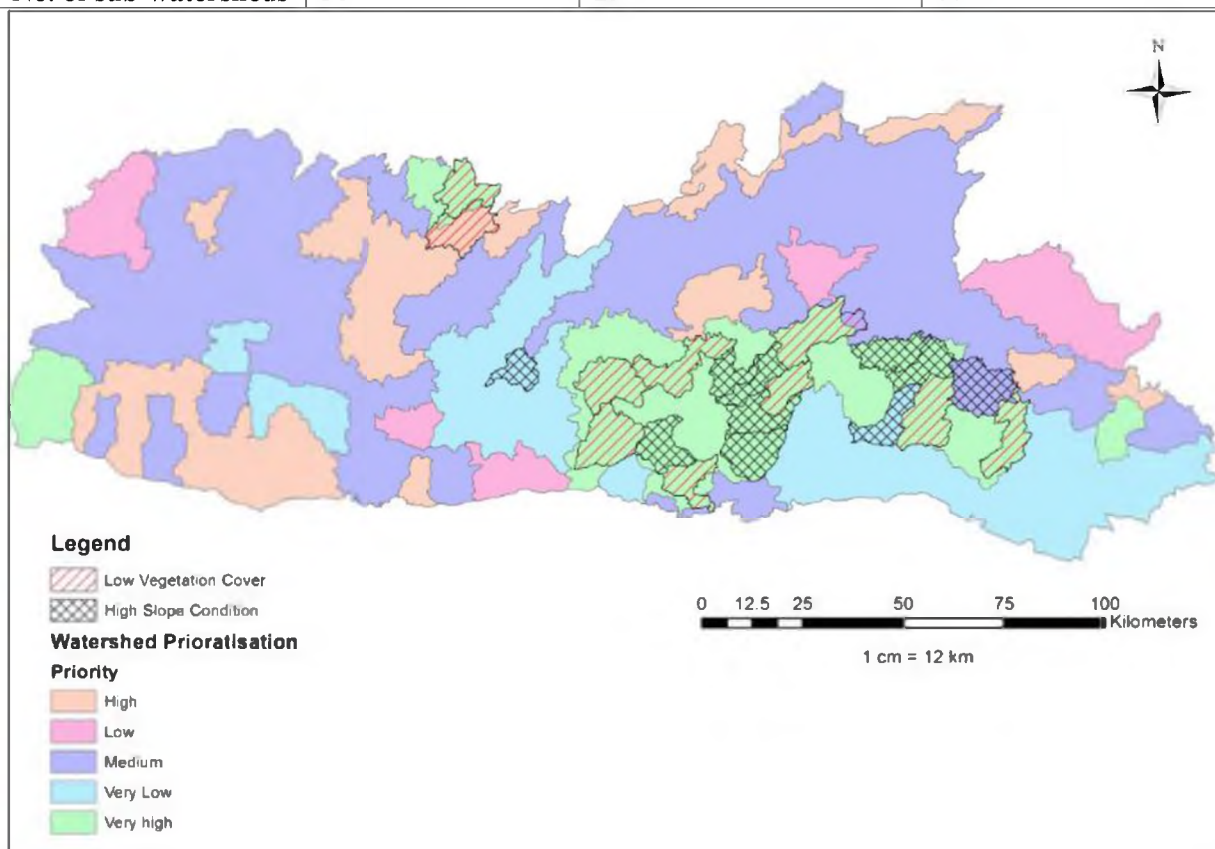 No. of sub-watersheds
N
Legend
Low Vegetation Cover
High Slope Condition
Watershed Prioratisation
Priority
High
Low
Medium
Very Low
Very high
0 12.5 25 50 75 100
Kilometers
1 cm = 12 km